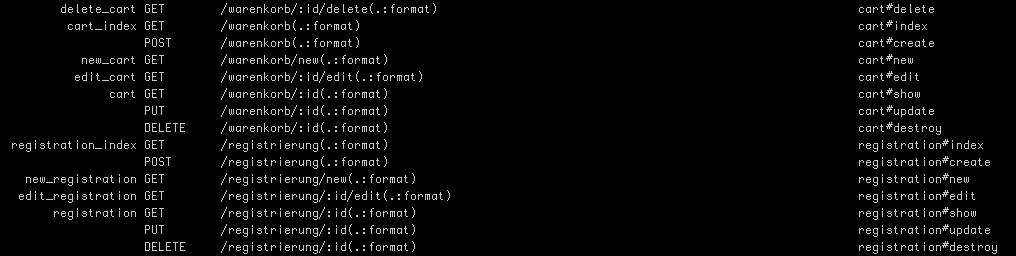 delete_cart GET /warenkorb/:id/delete(.:format) cart#delete
cart_index GET /warenkorb(.:format) cart#index
POST /warenkorb(.:format) cart#create
new_cart GET /warenkorb/new(.:format) cart#new
edit_cart GET /warenkorb/:id/edit(.:format) cart#edit
cart GET /warenkorb/:id(.:format) cart#show
PUT /warenkorb/:id(.:format) cart#update
DELETE /warenkorb/:id(.:format) cart#destroy
registration_index GET /registrierung(.:format) registration#index
POST /registrierung(.:format) registration#create
new_registration GET /registrierung/new(.:format) registration#new
edit_registration GET /registrierung/:id/edit(.:format) registration#edit
registration GET /registrierung/:id(.:format) registration#show
PUT /registrierung/:id(.:format) registration#update
DELETE /registrierung/:id(.:format) registration#destroy